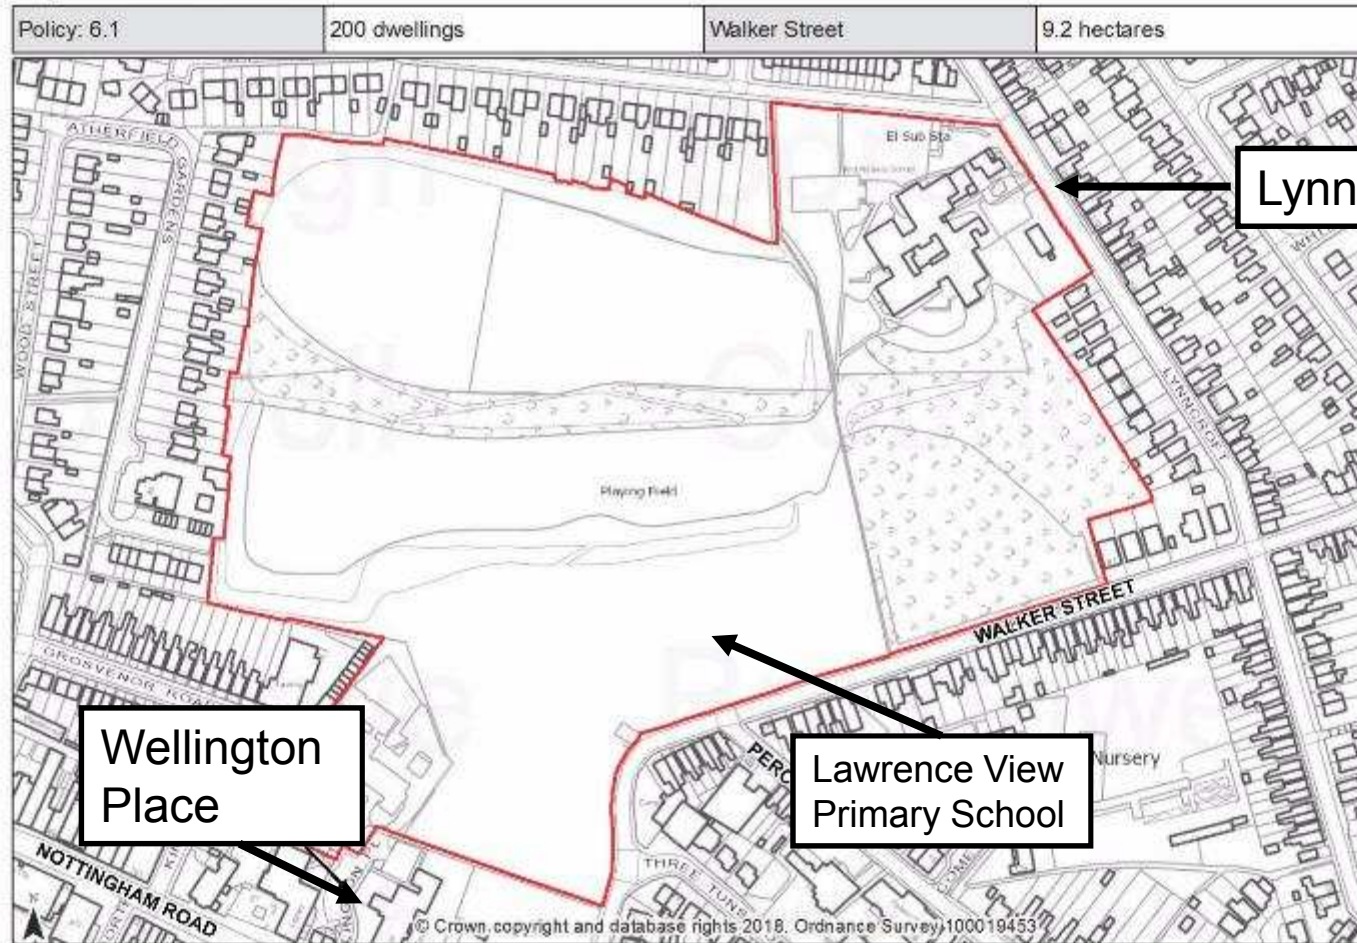 Policy: 6.1
200 dwellings
Walker Street
9.2 hectares
ATHERFIELD GARDENS
WOOD STREET
El Sub Sta
Lynn
LYNNCROFT
Playing Field
WALKER STREET
GROSVENOR ROAD
Wellington
Place
Lawrence View
Primary School
Nursery
PERC
THREE TUNS
NOTTINGHAM ROAD
© Crown copyright and database rights 2018. Ordnance Survey 100019453